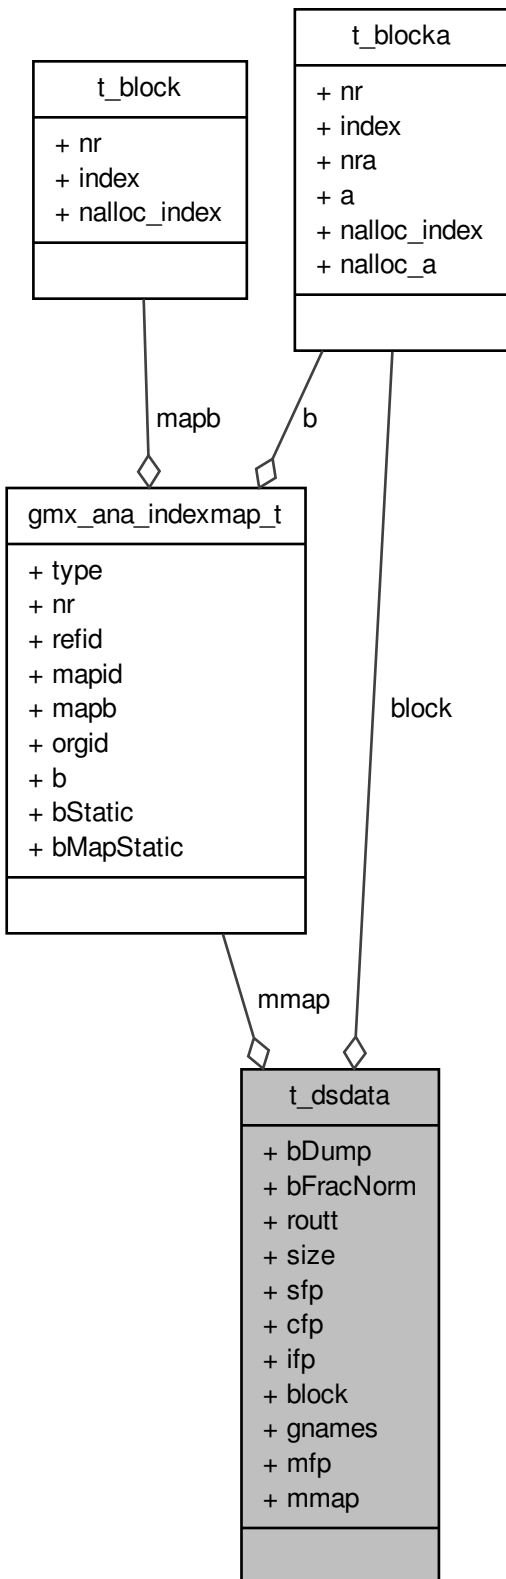 t_blocka
+ nr
+ index
+ nra
+ a
+ nalloc_index
+ nalloc_a
t_block
+ nr
+ index
+ nalloc_index
mapb
b
gmx_ana_indexmap_t
+ type
+ nr
+ refid
+ mapid
+ mapb
+ orgid
+ b
+ bStatic
+ bMapStatic
block
mmap
t_dsdata
+ bDump
+ bFracNorm
+ routt
+ size
+ sfp
+ cfp
+ ifp
+ block
+ gnames
+ mfp
+ mmap